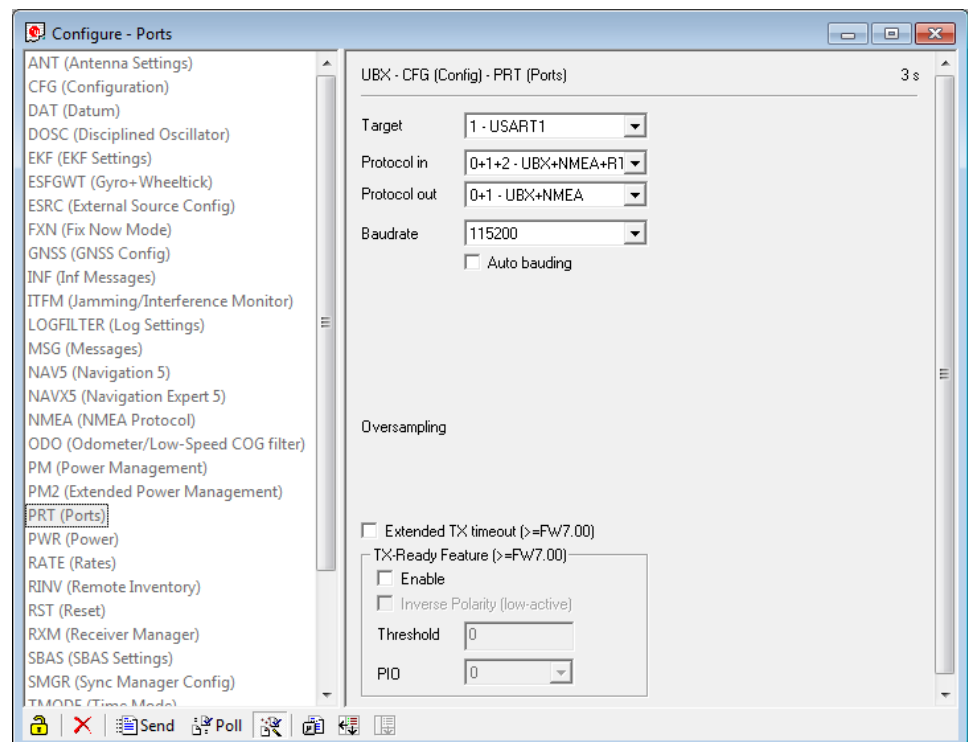 Configure - Ports
ANT (Antenna Settings)
CFG (Configuration)
DAT (Datum)
DOSC (Disciplined Oscillator)
EKF (EKF Settings)
ESFGWT (Gyro+Wheeltick)
ESRC (External Source Config)
FXN (Fix Now Mode)
GNSS (GNSS Config)
INF (Inf Messages)
ITFM (Jamming/Interference Monitor)
LOGFILTER (Log Settings)
MSG (Messages)
NAV5 (Navigation 5)
NAVX5 (Navigation Expert 5)
NMEA (NMEA Protocol)
ODO (Odometer/Low-Speed COG filter)
PM (Power Management)
PM2 (Extended Power Management)
PRT (Ports)
PWR (Power)
RATE (Rates)
RINV (Remote Inventory)
RST (Reset)
RXM (Receiver Manager)
SBAS (SBAS Settings)
SMGR (Sync Manager Config)
TMODE (Time Mode)
UBX - CFG (Config) - PRT (Ports) 3 s
Target 1 - USART1
Protocol in 0+1+2 - UBX+NMEA+RT
Protocol out 0+1 - UBX+NMEA
Baudrate 115200
Auto bauding
Oversampling
Extended TX timeout (>=FW7.00)
TX-Ready Feature (>=FW7.00)
Enable
Inverse Polarity (low-active)
Threshold 0
PIO 0
Send Poll